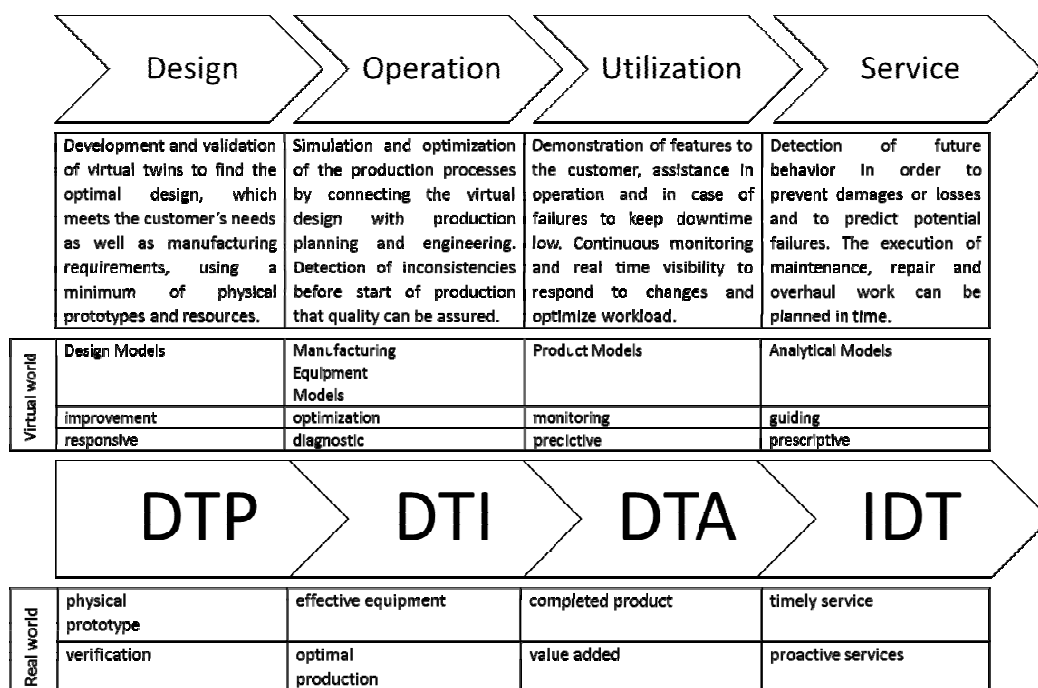 Design
Operation
Utilization
Service
Development and validation
of virtual twins to find the
optimal design, which
meets the customer's needs
as well as manufacturing
requirements, using a
minimum of physical
prototypes and resources.
Simulation and optimization
of the production processes
by connecting the virtual
design with production
planning and engineering.
Detection of inconsistencies
before start of production
that quality can be assured.
Demonstration of features to
the customer, assistance in
operation and in case of
failures to keep downtime
low. Continuous monitoring
and real time visibility to
respond to changes and
optimize workload.
Detection of future
behavior in order to
prevent damages or losses
and to predict potential
failures. The execution of
maintenance, repair and
overhaul work can be
planned in time.
Virtual world
Design Models
Manufacturing
Equipment
Models
Product Models
Analytical Models
improvement
optimization
monitoring
guiding
responsive
diagnostic
precictive
prescriptive
DTP
DTI
DTA
IDT
Real world
physical
prototype
effective equipment
completed product
timely service
verification
optimal
production
value added
proactive services